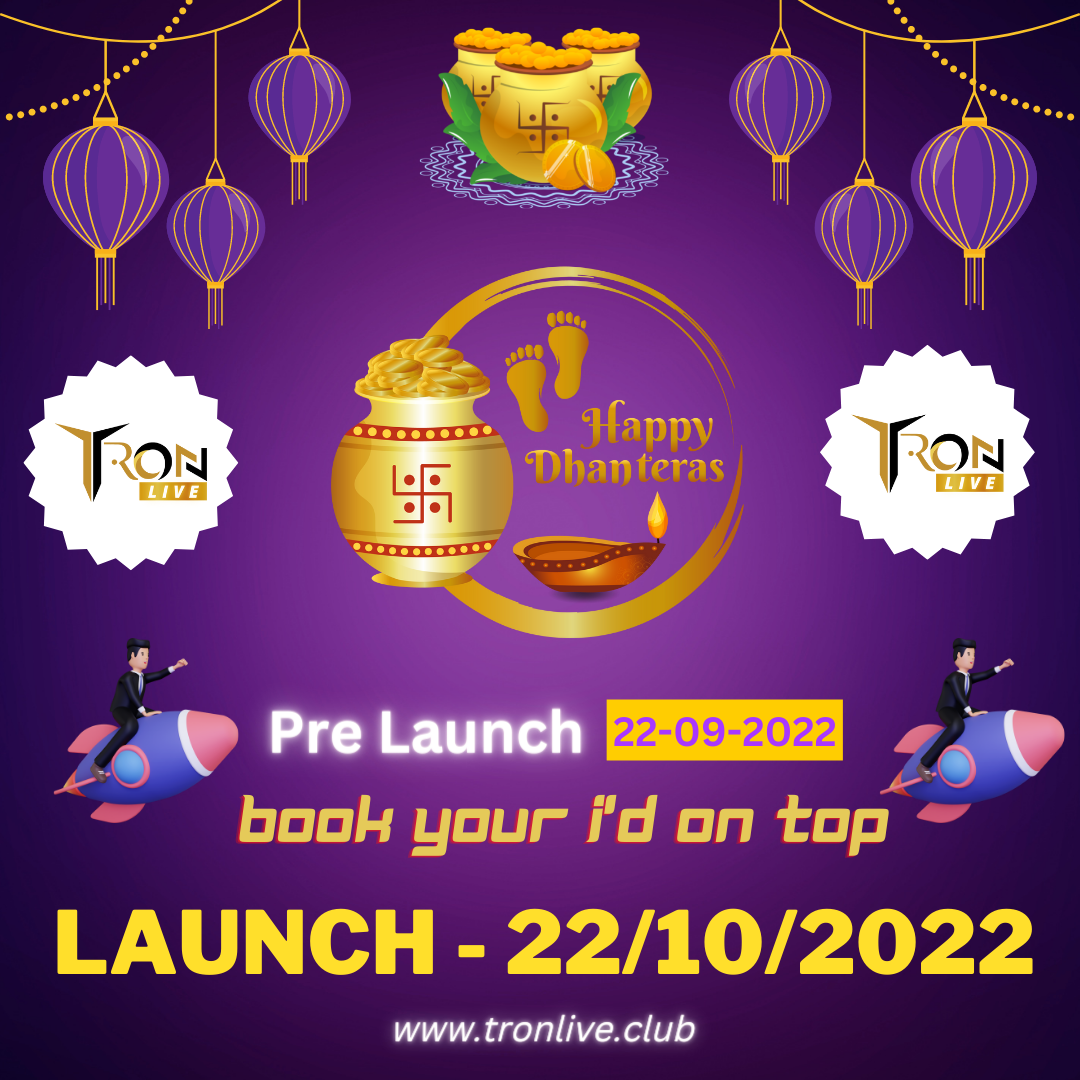 TRON
LIVE
TRON
LIVE
Happy
Dhanteras
Pre Launch 22-09-2022
book your i'd on top
LAUNCH - 22/10/2022
www.tronlive.club